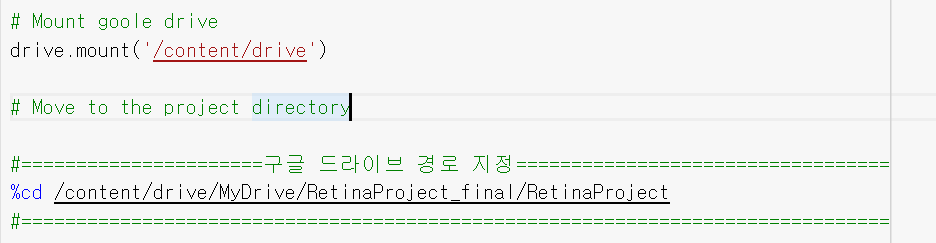 # Mount goole drive
drive.mount('/content/drive')
# Move to the project directory
#======================구글 드라이브 경로 지정==================================
%cd /content/drive/MyDrive/RetinaProject_final/RetinaProject
#===============================================================================